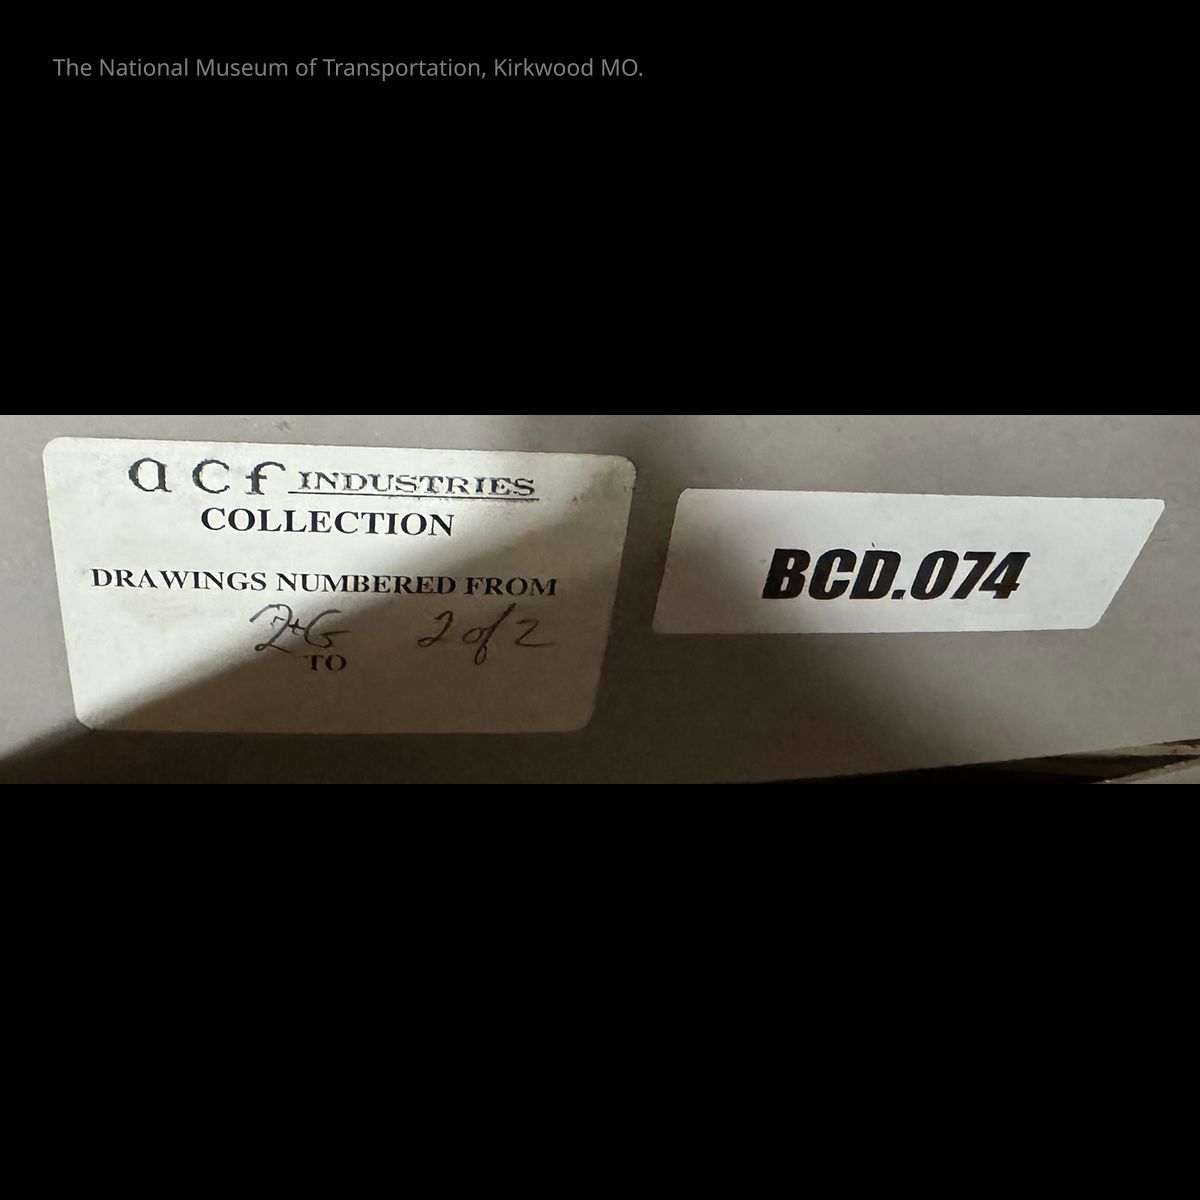 The National Museum of Transportation, Kirkwood MO.
acf INDUSTRIES
COLLECTION
DRAWINGS NUMBERED FROM
2 of 2
TO
BCD.074